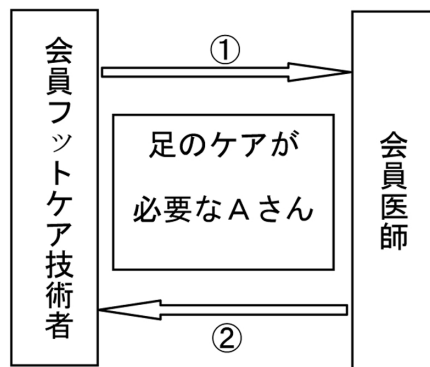 会員フットケア技術者
①
足のケアが
必要なAさん
②
会員医師